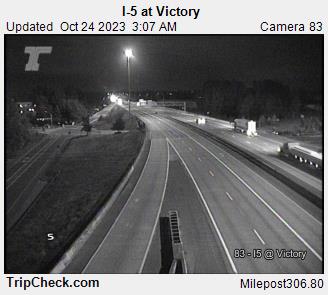 I-5 at Victory
Updated Oct 24 2023 3:07 AM Camera 83
T
S
83 - I5 @ Victory
TripCheck.com Milepost306.80